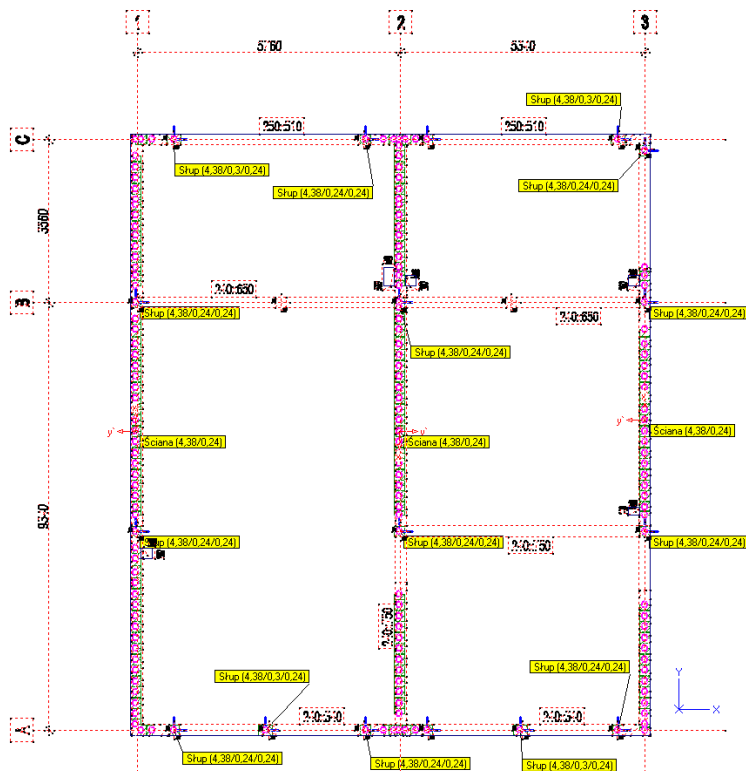 1 2 3
5760
Słup (4,38/0,3/0,24)
250x510 250x510
C
Słup (4,38/0,3/0,24)
Słup (4,38/0,24/0,24)
Słup (4,38/0,24/0,24)
3560
B
240x650
Słup (4,38/0,24/0,24)
240x650
Słup (4,38/0,24/0,24)
Słup (4,38/0,24/0,24)
y' y' y'
Ściana (4,38/0,24)
Ściana (4,38/0,24)
Ściana (4,38/0,24)
Słup (4,38/0,24/0,24)
Słup (4,38/0,24/0,24)
Słup (4,38/0,24/0,24)
Słup (4,38/0,3/0,24)
Słup (4,38/0,24/0,24)
A
Słup (4,38/0,24/0,24)
Słup (4,38/0,24/0,24)
Słup (4,38/0,3/0,24)
Y
X